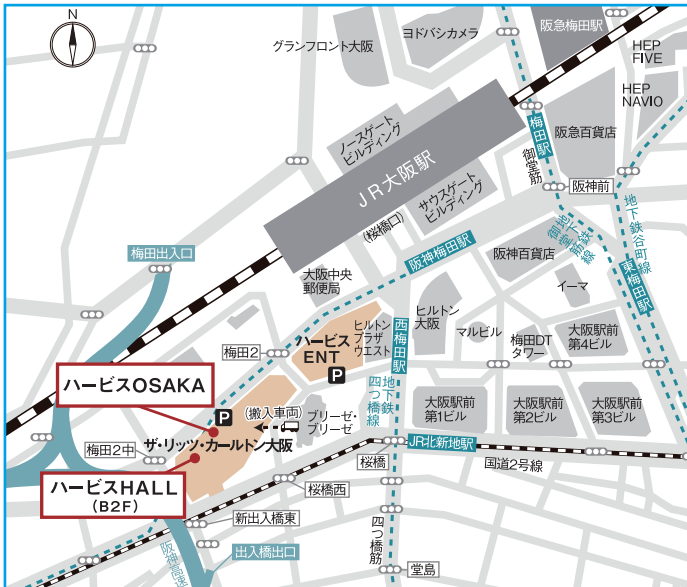 N
グランフロント大阪
ヨドバシカメラ
阪急梅田駅
HEP
FIVE
HEP
NAVIO
ノースゲート
ビルディング
梅田駅
御堂筋
阪急百貨店
JR大阪駅
サウスゲート
ビルディング
(桜橋口)
阪神前
地下鉄谷町線
東梅田駅
地下鉄
御堂筋線
梅田出入口
阪神梅田駅
阪神百貨店
大阪中央
郵便局
イーマ
ヒルトン
大阪
マルビル
梅田DT
タワー
大阪駅前
第4ビル
梅田2
ハービス
ENT
ヒルトン
プラザ
ウエスト
西梅田駅
地下鉄
四つ橋線
P
ハービスOSAKA
P
(搬入車両)
ブリーゼ・
ブリーゼ
大阪駅前
第1ビル
大阪駅前
第2ビル
大阪駅前
第3ビル
梅田2中
ザ・リッツ・カールトン大阪
JR北新地駅
国道2号線
桜橋
ハービスHALL
(B2F)
桜橋西
新出入橋東
四つ橋筋
阪神高速
出入橋出口
堂島